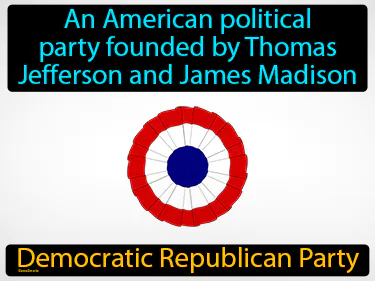 An American political
party founded by Thomas
Jefferson and James Madison
Democratic Republican Party